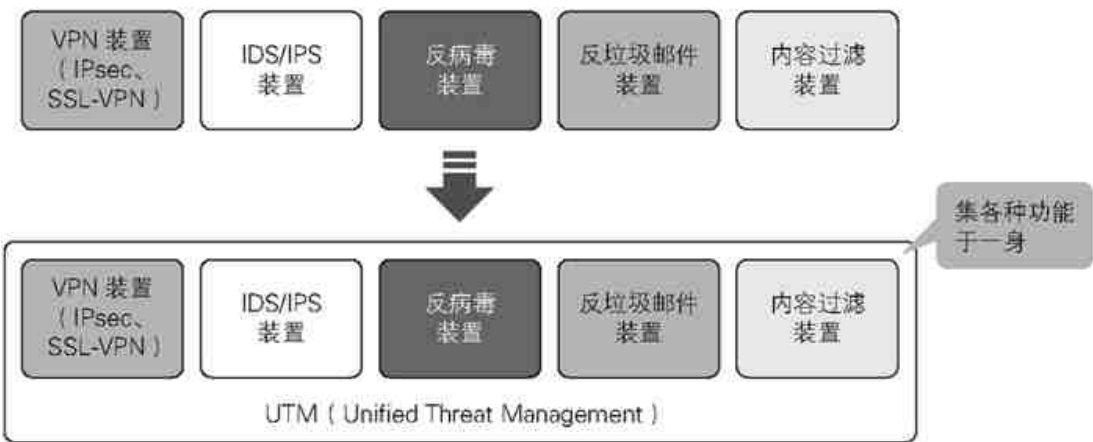 VPN 装置
（IPsec、
SSL-VPN）
IDS/IPS
装置
反病毒
装置
反垃圾邮件
装置
内容过滤
装置
集各种功能
于一身
VPN 装置
（IPsec、
SSL-VPN）
IDS/IPS
装置
反病毒
装置
反垃圾邮件
装置
内容过滤
装置
UTM（Unified Threat Management）